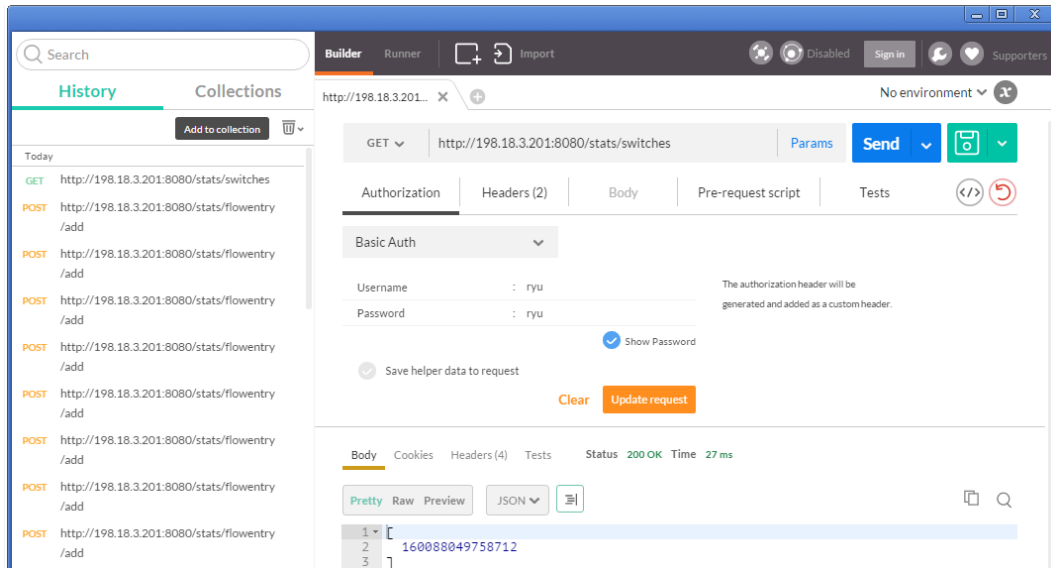 Search
History Collections
Add to collection
Today
GET http://198.18.3.201:8080/stats/switches
POST http://198.18.3.201:8080/stats/flowentry
/add
POST http://198.18.3.201:8080/stats/flowentry
/add
POST http://198.18.3.201:8080/stats/flowentry
/add
POST http://198.18.3.201:8080/stats/flowentry
/add
POST http://198.18.3.201:8080/stats/flowentry
/add
POST http://198.18.3.201:8080/stats/flowentry
/add
POST http://198.18.3.201:8080/stats/flowentry
/add
POST http://198.18.3.201:8080/stats/flowentry
/add
Builder Runner Import Disabled Sign in Supporters
http://198.18.3.201... No environment
GET http://198.18.3.201:8080/stats/switches Params Send
Authorization Headers (2) Body Pre-request script Tests
Basic Auth
Username : ryu
Password : ryu
Show Password
The authorization header will be
generated and added as a custom header.
Save helper data to request
Clear Update request
Body Cookies Headers (4) Tests Status 200 OK Time 27 ms
Pretty Raw Preview JSON
1 [
2 160088049758712
3 ]